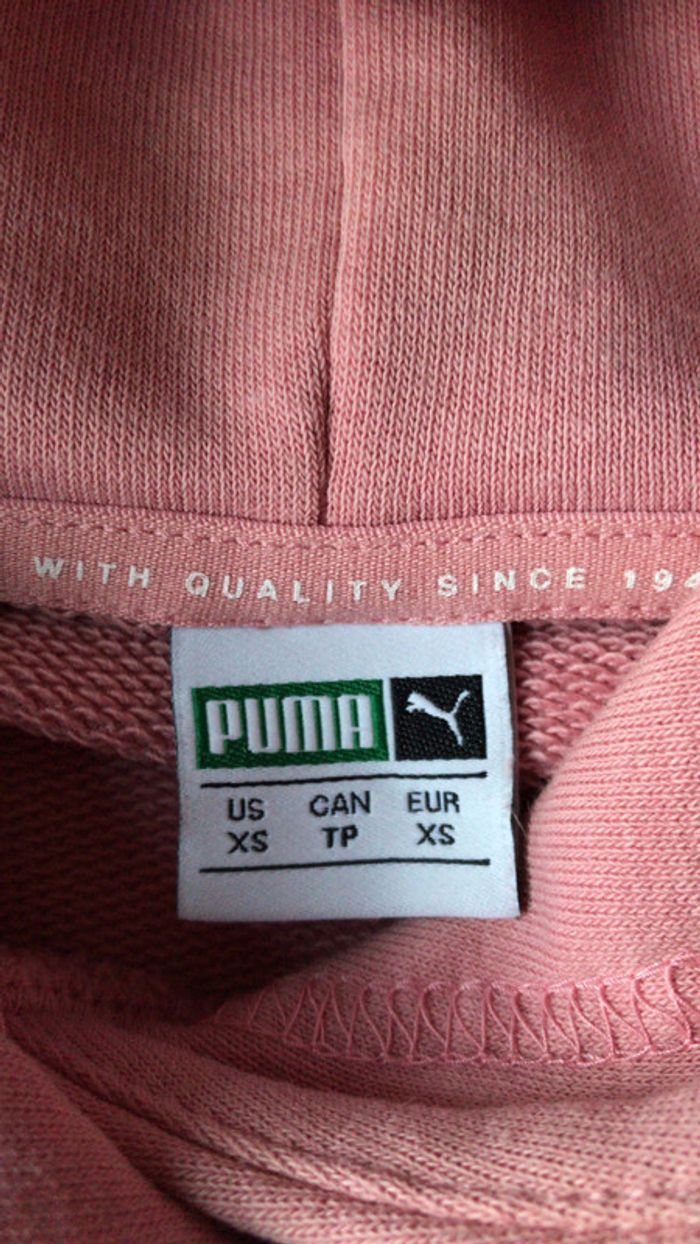 WITH QUALITY SINCE 194
PUMA
US CAN EUR
XS TP XS